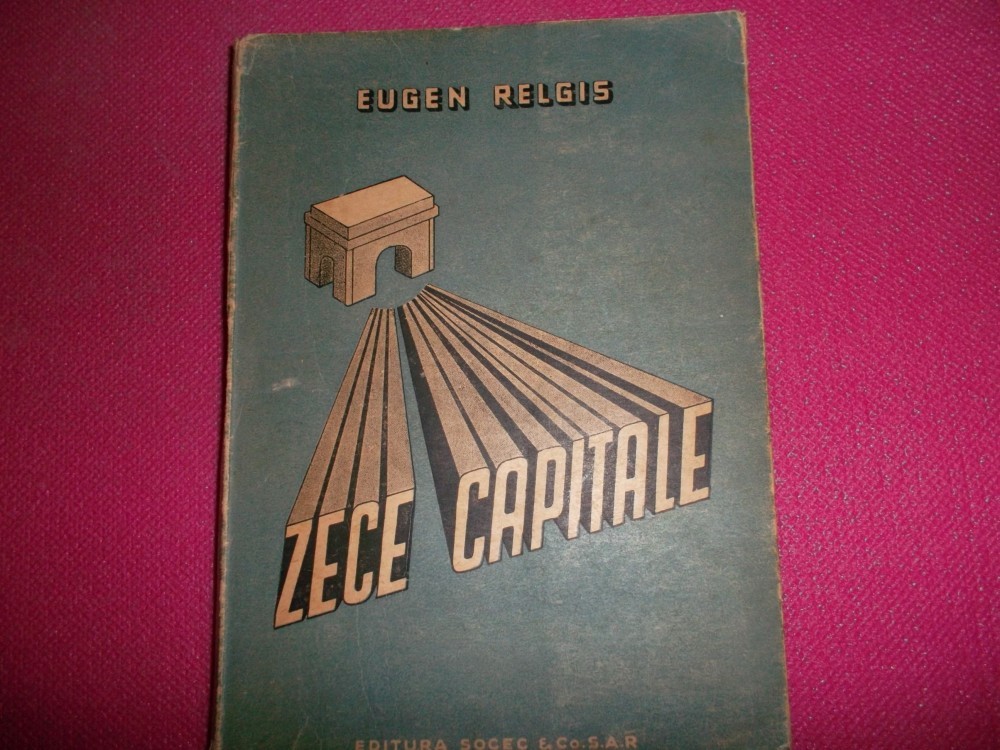 EUGEN RELGIS
ZECE CAPITALE
EDITURA SOCEC & Co. S.A.R